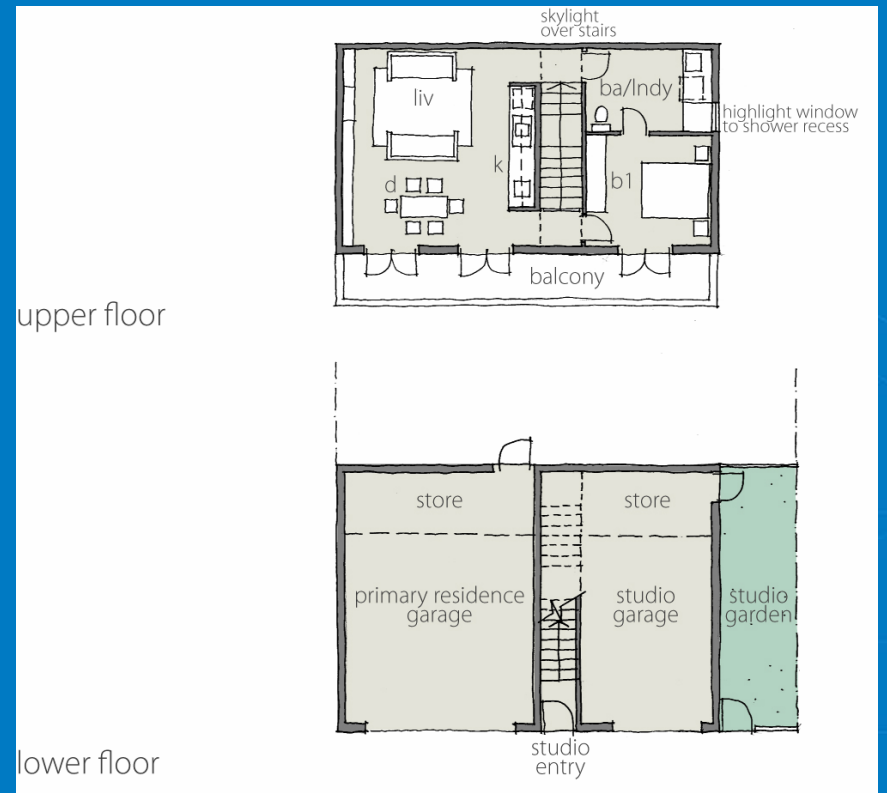 skylight
over stairs
liv
ba/lndy
highlight window
to shower recess
k
d
b1
balcony
upper floor
store
store
primary residence
garage
studio
garage
studio
garden
studio
entry
lower floor